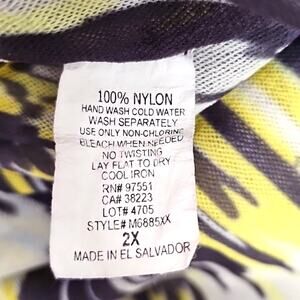 100% NYLON
HAND WASH COLD WATER
WASH SEPARATELY
USE ONLY NON-CHLORINE
BLEACH WHEN NEEDED
NO TWISTING
LAY FLAT TO DRY
COOL IRON
RN# 97551
CA# 38223
LOT# 4705
STYLE# M6885XX
2X
MADE IN EL SALVADOR